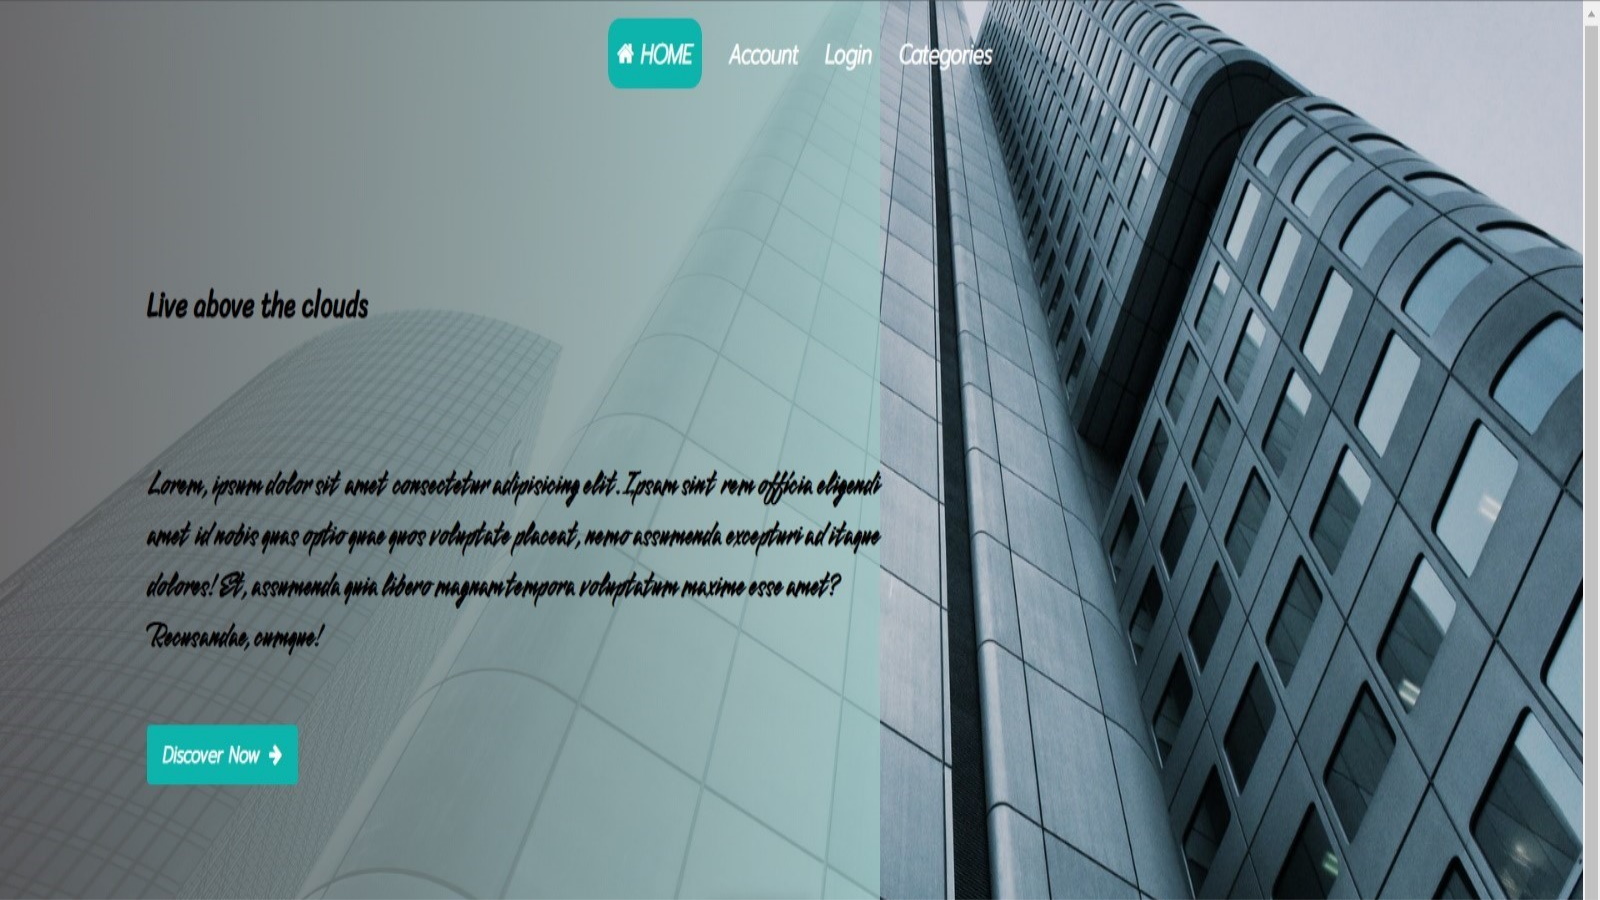 HOME Account Login Categories
Live above the clouds
Lorem, ipsum dolor sit amet consectetur adipisicing elit. Ipsam sint rem officia eligendi
amet id nobis quas optio quae quos voluptate placeat, nemo assumenda excepturi ad itaque
dolores! Et, assumenda quia libero magnam tempora voluptatum maxime esse amet?
Recusandae, cumque!
Discover Now